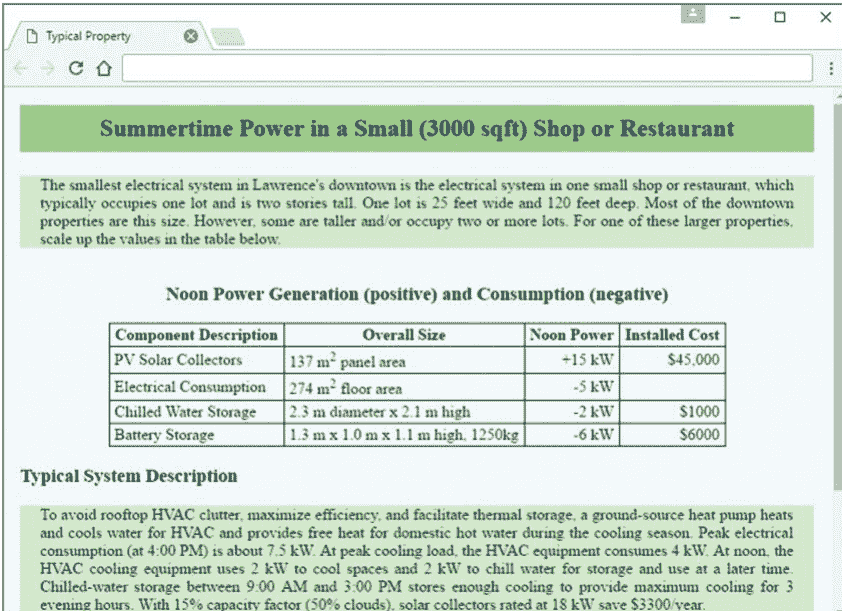 Typical Property
Summertime Power in a Small (3000 sqft) Shop or Restaurant
The smallest electrical system in Lawrence's downtown is the electrical system in one small shop or restaurant, which
typically occupies one lot and is two stories tall. One lot is 25 feet wide and 120 feet deep. Most of the downtown
properties are this size. However, some are taller and/or occupy two or more lots. For one of these larger properties,
scale up the values in the table below.
Noon Power Generation (positive) and Consumption (negative)
Component Description Overall Size Noon Power Installed Cost
PV Solar Collectors 137 m² panel area +15 kW $45,000
Electrical Consumption 274 m² floor area -5 kW
Chilled Water Storage 2.3 m diameter x 2.1 m high -2 kW $1000
Battery Storage 1.3 m x 1.0 m x 1.1 m high, 1250kg -6 kW $6000
Typical System Description
To avoid rooftop HVAC clutter, maximize efficiency, and facilitate thermal storage, a ground-source heat pump heats
and cools water for HVAC and provides free heat for domestic hot water during the cooling season. Peak electrical
consumption (at 4:00 PM) is about 7.5 kW. At peak cooling load, the HVAC equipment consumes 4 kW. At noon, the
HVAC cooling equipment uses 2 kW to cool spaces and 2 kW to chill water for storage and use at a later time.
Chilled-water storage between 9:00 AM and 3:00 PM stores enough cooling to provide maximum cooling for 3
evening hours. With 15% capacity factor (50% clouds), solar collectors rated at 18 kW save $3300/year.